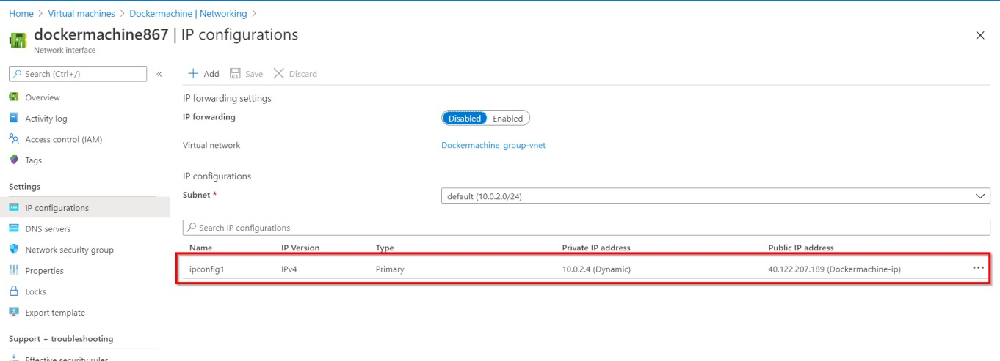 Home > Virtual machines > Dockermachine | Networking >
dockermachine867 | IP configurations
Network interface
Search (Ctrl+/)
«
Add
Save
Discard
Overview
Activity log
Access control (IAM)
Tags
Settings
IP configurations
DNS servers
Network security group
Properties
Locks
Export template
Support + troubleshooting
Effective security rules
IP forwarding settings
IP forwarding Disabled Enabled
Virtual network Dockermachine_group-vnet
IP configurations
Subnet * default (10.0.2.0/24)
Search IP configurations
Name IP Version Type Private IP address Public IP address
ipconfig1 IPv4 Primary 10.0.2.4 (Dynamic) 40.122.207.189 (Dockermachine-ip) ...